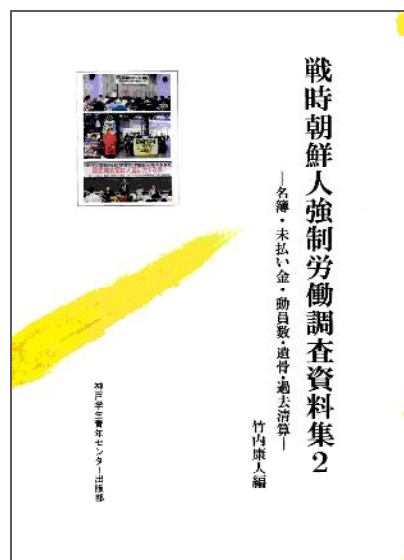 戦時朝鮮人強制労働調査資料集2
―名簿・未払い金・動員数・遺骨・過去清算―
竹内康人編
神戸学生青年センター出版部